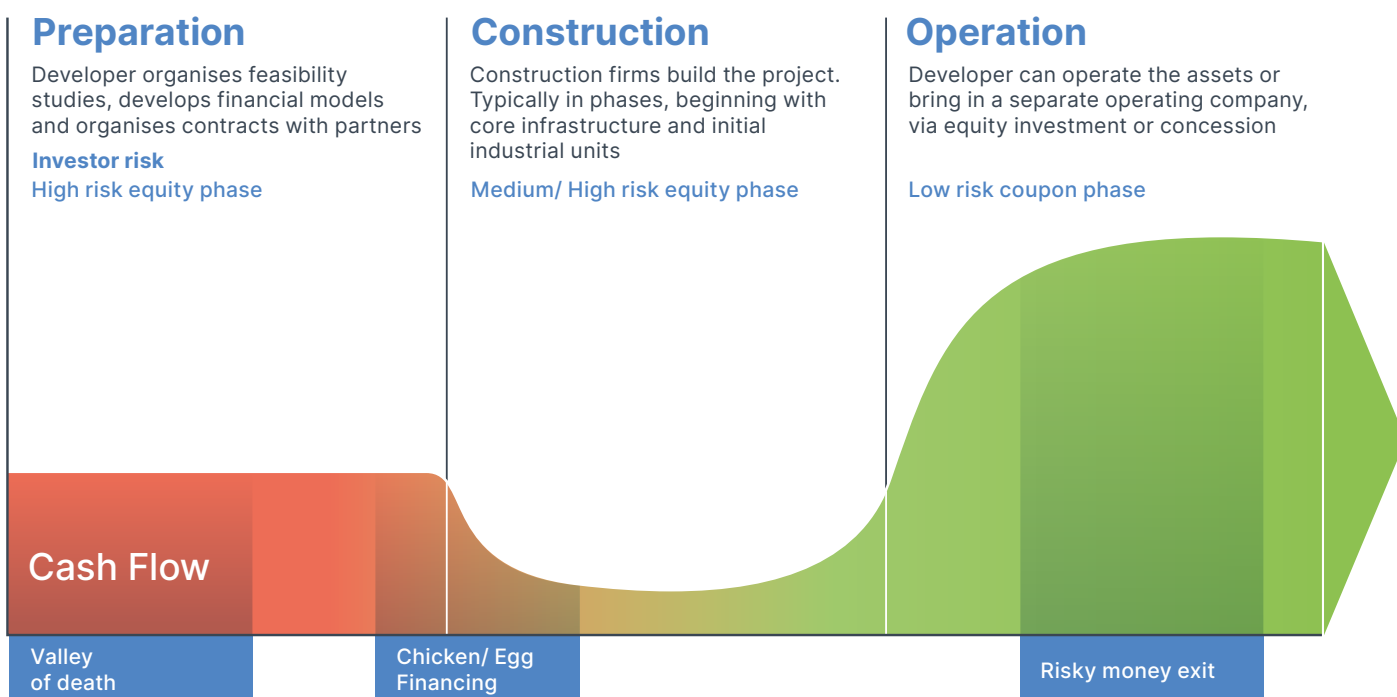 Preparation
Developer organises feasibility
studies, develops financial models
and organises contracts with partners
Investor risk
High risk equity phase
Construction
Construction firms build the project.
Typically in phases, beginning with
core infrastructure and initial
industrial units
Medium/ High risk equity phase
Operation
Developer can operate the assets or
bring in a separate operating company,
via equity investment or concession
Low risk coupon phase
Cash Flow
Valley
of death
Chicken/ Egg
Financing
Risky money exit